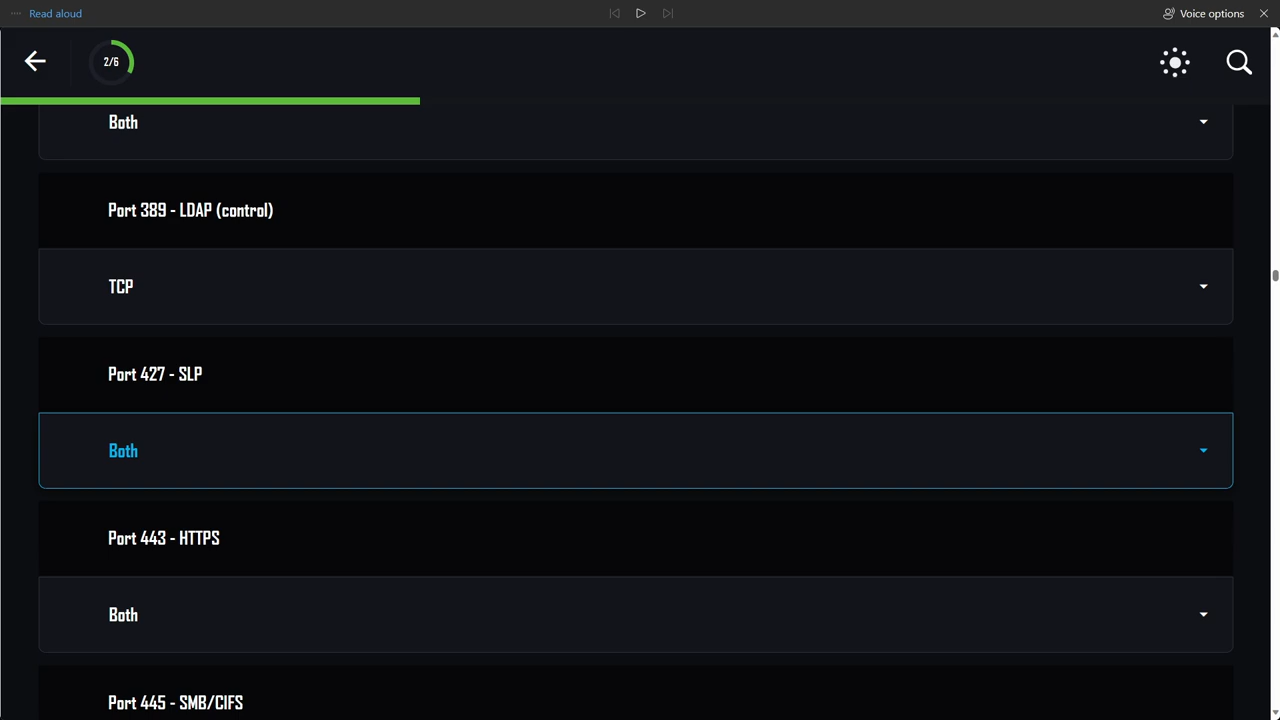 Read aloud
Voice options
2/6
Both
Port 389 - LDAP (control)
TCP
Port 427 - SLP
Both
Port 443 - HTTPS
Both
Port 445 - SMB/CIFS